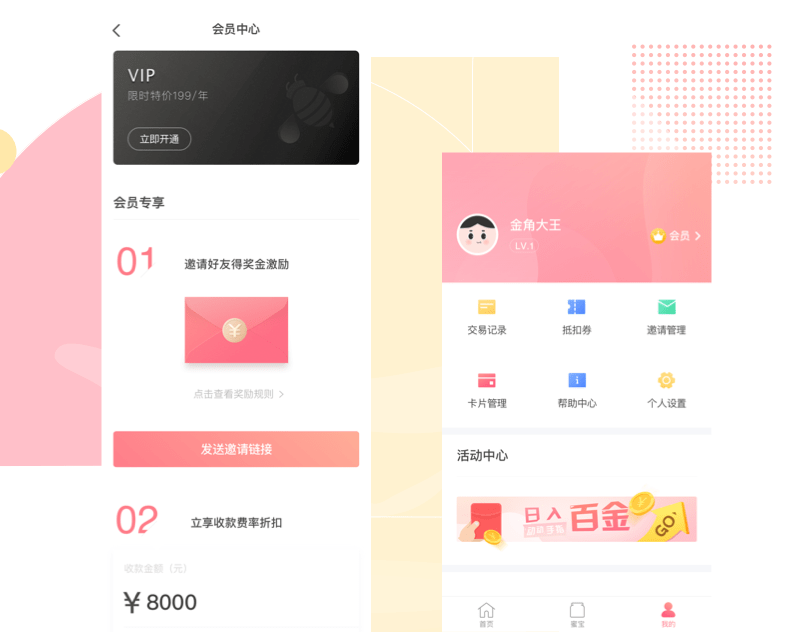 会员中心
VIP
限时特价199/年
立即开通
会员专享
01
邀请好友得奖金激励
¥
点击查看奖励规则
发送邀请链接
02
立享收款费率折扣
收款金额（元）
¥ 8000
金角大王
LV.1
会员
交易记录
抵扣券
邀请管理
卡片管理
帮助中心
个人设置
活动中心
日入百金
GO
首页
蜜宝
我的